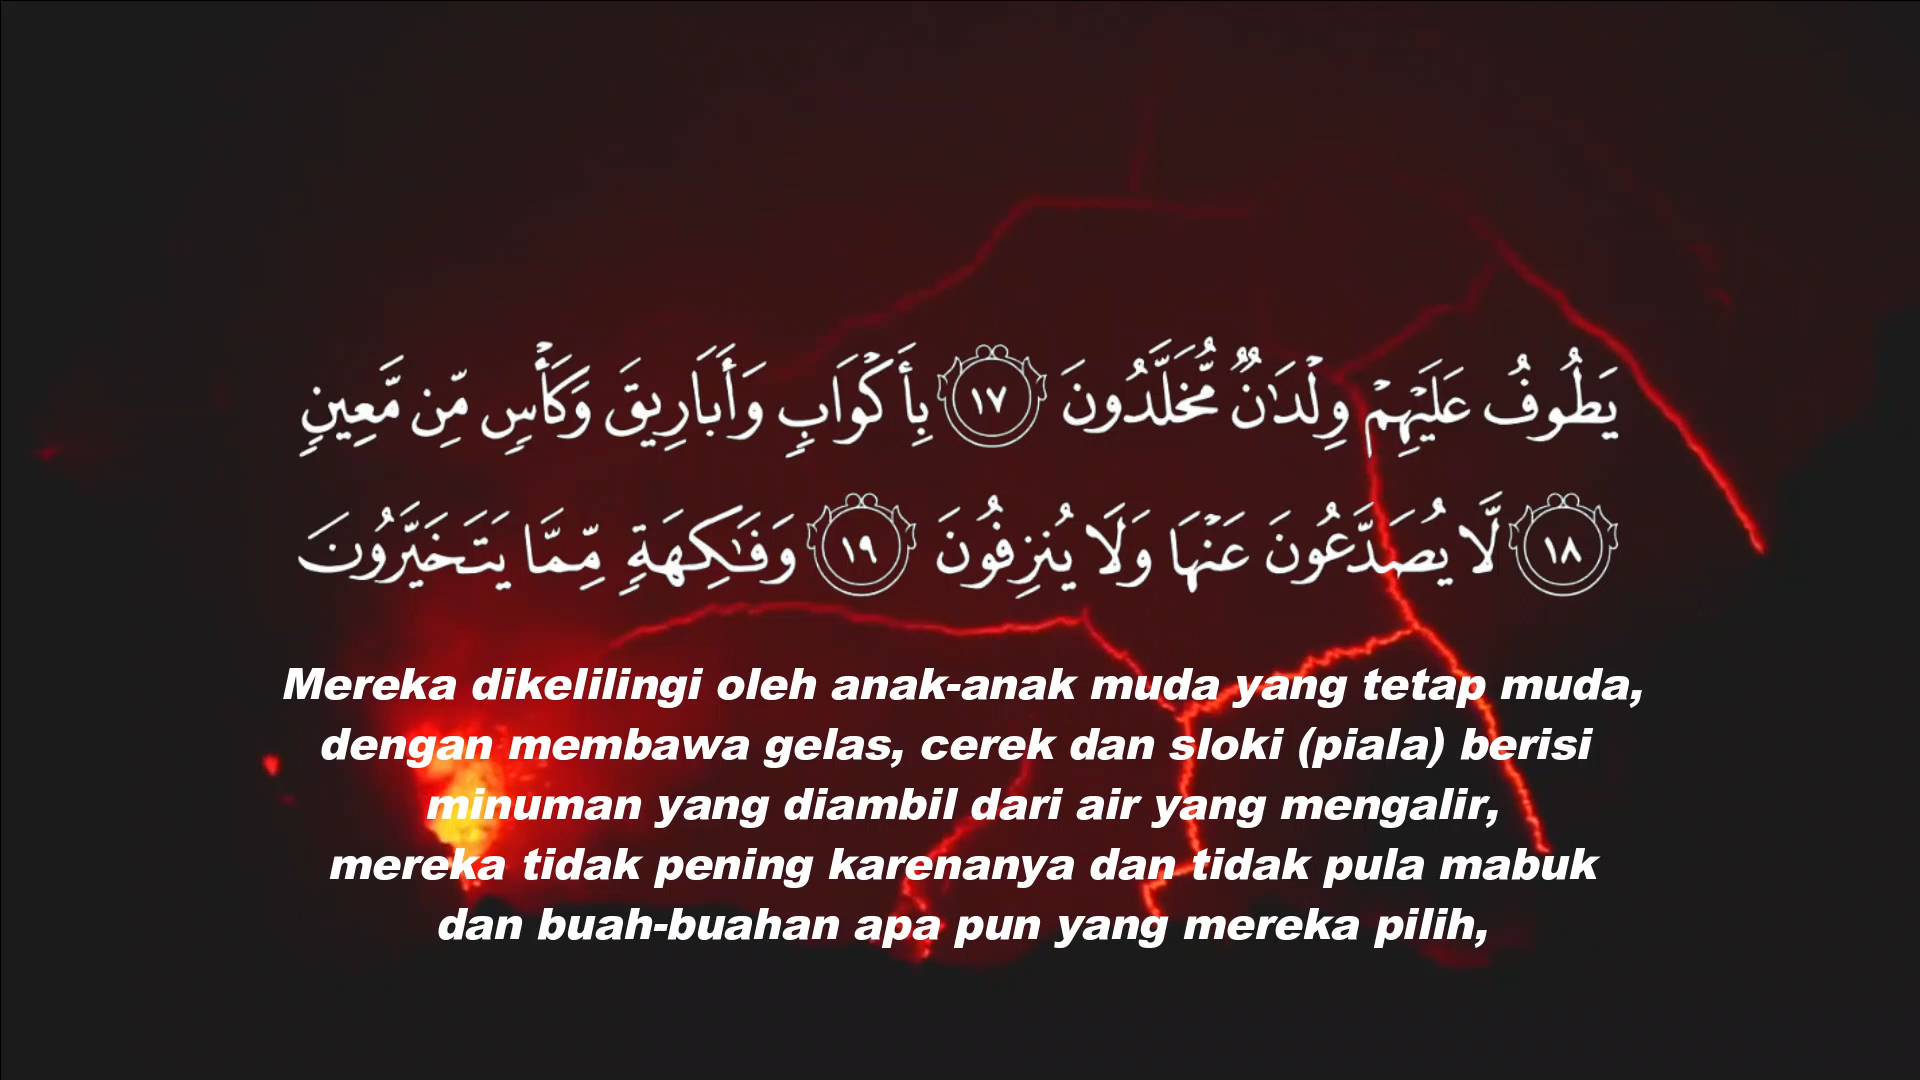 يَطُوفُ عَلَيۡهِمۡ وِلۡدَٰنٌ مُّخَلَّدُونَ ١٧ بِأَكۡوَابٍ وَأَبَارِيقَ وَكَأۡسٍ مِّن مَّعِينٍ
١٨ لَّا يُصَدَّعُونَ عَنۡهَا وَلَا يُنزِفُونَ ١٩ وَفَٰكِهَةٍ مِّمَّا يَتَخَيَّرُونَ
Mereka dikelilingi oleh anak-anak muda yang tetap muda,
dengan membawa gelas, cerek dan sloki (piala) berisi
minuman yang diambil dari air yang mengalir,
mereka tidak pening karenanya dan tidak pula mabuk
dan buah-buahan apa pun yang mereka pilih,